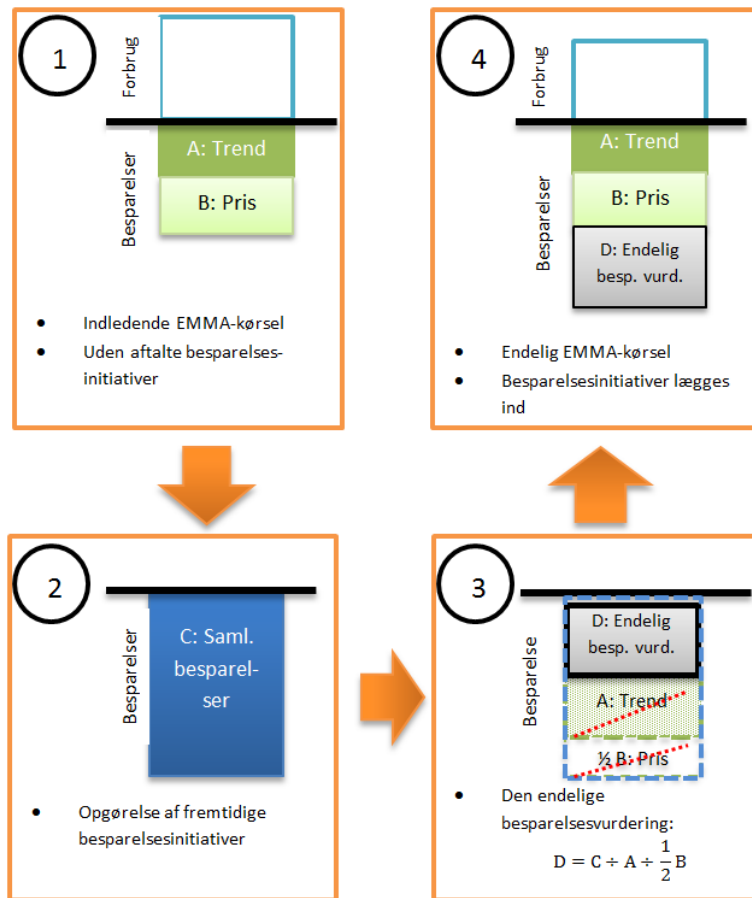 1
Forbrug
Besparelser
A: Trend
B: Pris
• Indledende EMMA-kørsel
• Uden aftalte besparelses-
initiativer
2
Besparelser
C: Saml.
besparel-
ser
• Opgørelse af fremtidige
besparelsesinitiativer
3
Besparelse
D: Endelig
besp. vurd.
A: Trend
½ B: Pris
• Den endelige
besparelsesvurdering:
D = C ÷ A ÷ ½ B
4
Forbrug
Besparelser
A: Trend
B: Pris
D: Endelig
besp. vurd.
• Endelig EMMA-kørsel
• Besparelsesinitiativer lægges
ind